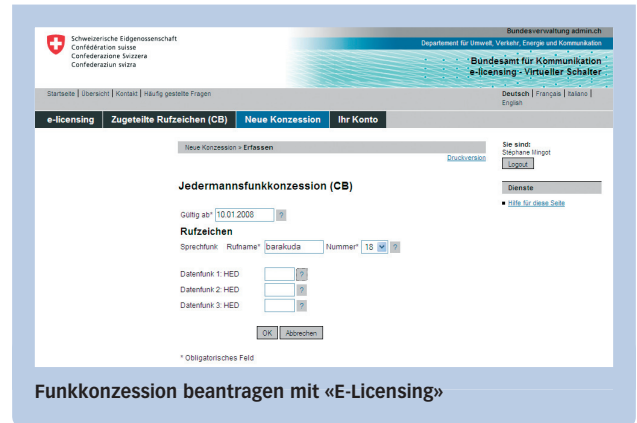 Bundesverwaltung admin.ch
Schweizerische Eidgenossenschaft
Confédération suisse
Confederazione Svizzera
Confederaziun svizra
Departement für Umwelt, Verkehr, Energie und Kommunikation
Bundesamt für Kommunikation
e-licensing - Virtueller Schalter
Startseite | Übersicht | Kontakt | Häufig gestellte Fragen
Deutsch | Français | Italiano |
English
e-licensing Zugeteilte Rufzeichen (CB) Neue Konzession Ihr Konto
Neue Konzession > Erfassen
Druckversion
Sie sind:
Stéphane Mingot
Logout
Dienste
Hilfe für diese Seite
Jedermannsfunkkonzession (CB)
Gültig ab* 10.01.2008 ?
Rufzeichen
Sprechfunk Rufname* barakuda Nummer* 18 ?
Datenfunk 1: HED ?
Datenfunk 2: HED ?
Datenfunk 3: HED ?
OK Abbrechen
* Obligatorisches Feld
Funkkonzession beantragen mit «E-Licensing»